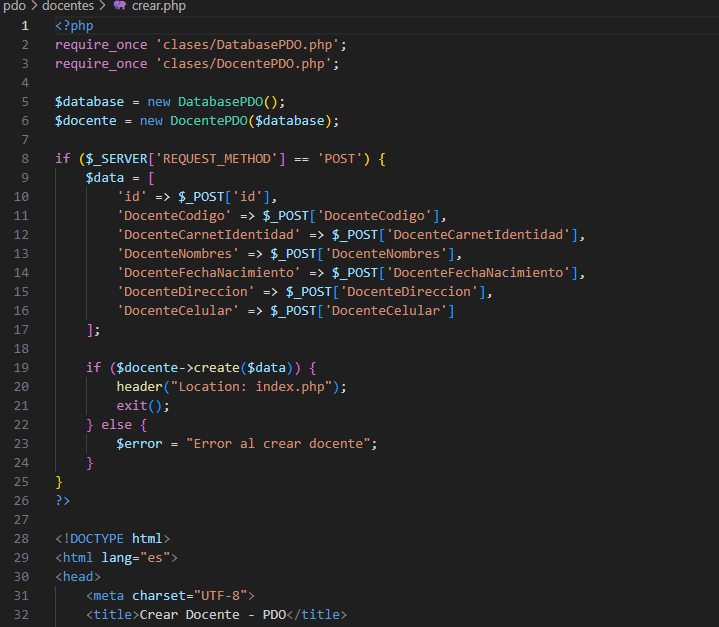 pdo > docentes > crear.php
1 <?php
2 require_once 'clases/DatabasePDO.php';
3 require_once 'clases/DocentePDO.php';
4
5 $database = new DatabasePDO();
6 $docente = new DocentePDO($database);
7
8 if ($_SERVER['REQUEST_METHOD'] == 'POST') {
9     $data = [
10         'id' => $_POST['id'],
11         'DocenteCodigo' => $_POST['DocenteCodigo'],
12         'DocenteCarnetIdentidad' => $_POST['DocenteCarnetIdentidad'],
13         'DocenteNombres' => $_POST['DocenteNombres'],
14         'DocenteFechaNacimiento' => $_POST['DocenteFechaNacimiento'],
15         'DocenteDireccion' => $_POST['DocenteDireccion'],
16         'DocenteCelular' => $_POST['DocenteCelular']
17     ];
18
19     if ($docente->create($data)) {
20         header("Location: index.php");
21         exit();
22     } else {
23         $error = "Error al crear docente";
24     }
25 }
26 ?>
27
28 <!DOCTYPE html>
29 <html lang="es">
30 <head>
31     <meta charset="UTF-8">
32     <title>Crear Docente - PDO</title>